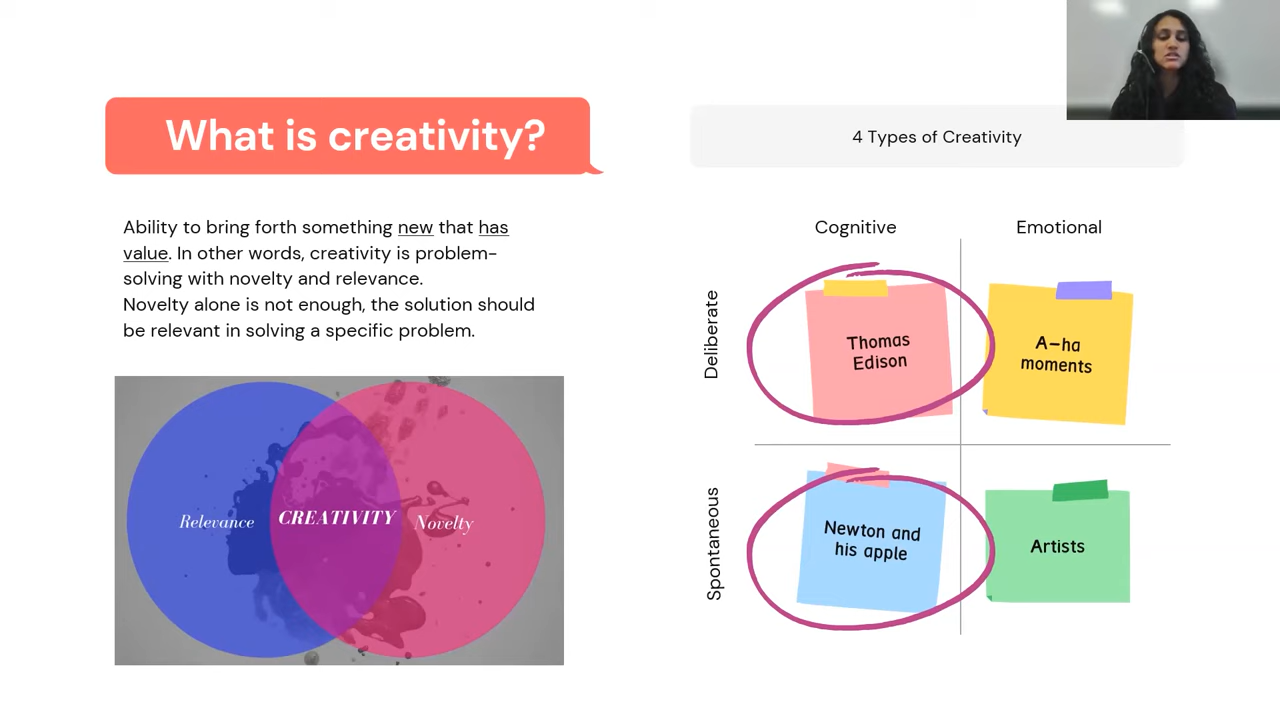 What is creativity?
Ability to bring forth something new that has
value. In other words, creativity is problem-
solving with novelty and relevance.
Novelty alone is not enough, the solution should
be relevant in solving a specific problem.
Relevance
CREATIVITY
Novelty
4 Types of Creativity
Cognitive
Emotional
Deliberate
Thomas
Edison
A-ha
moments
Spontaneous
Newton and
his apple
Artists